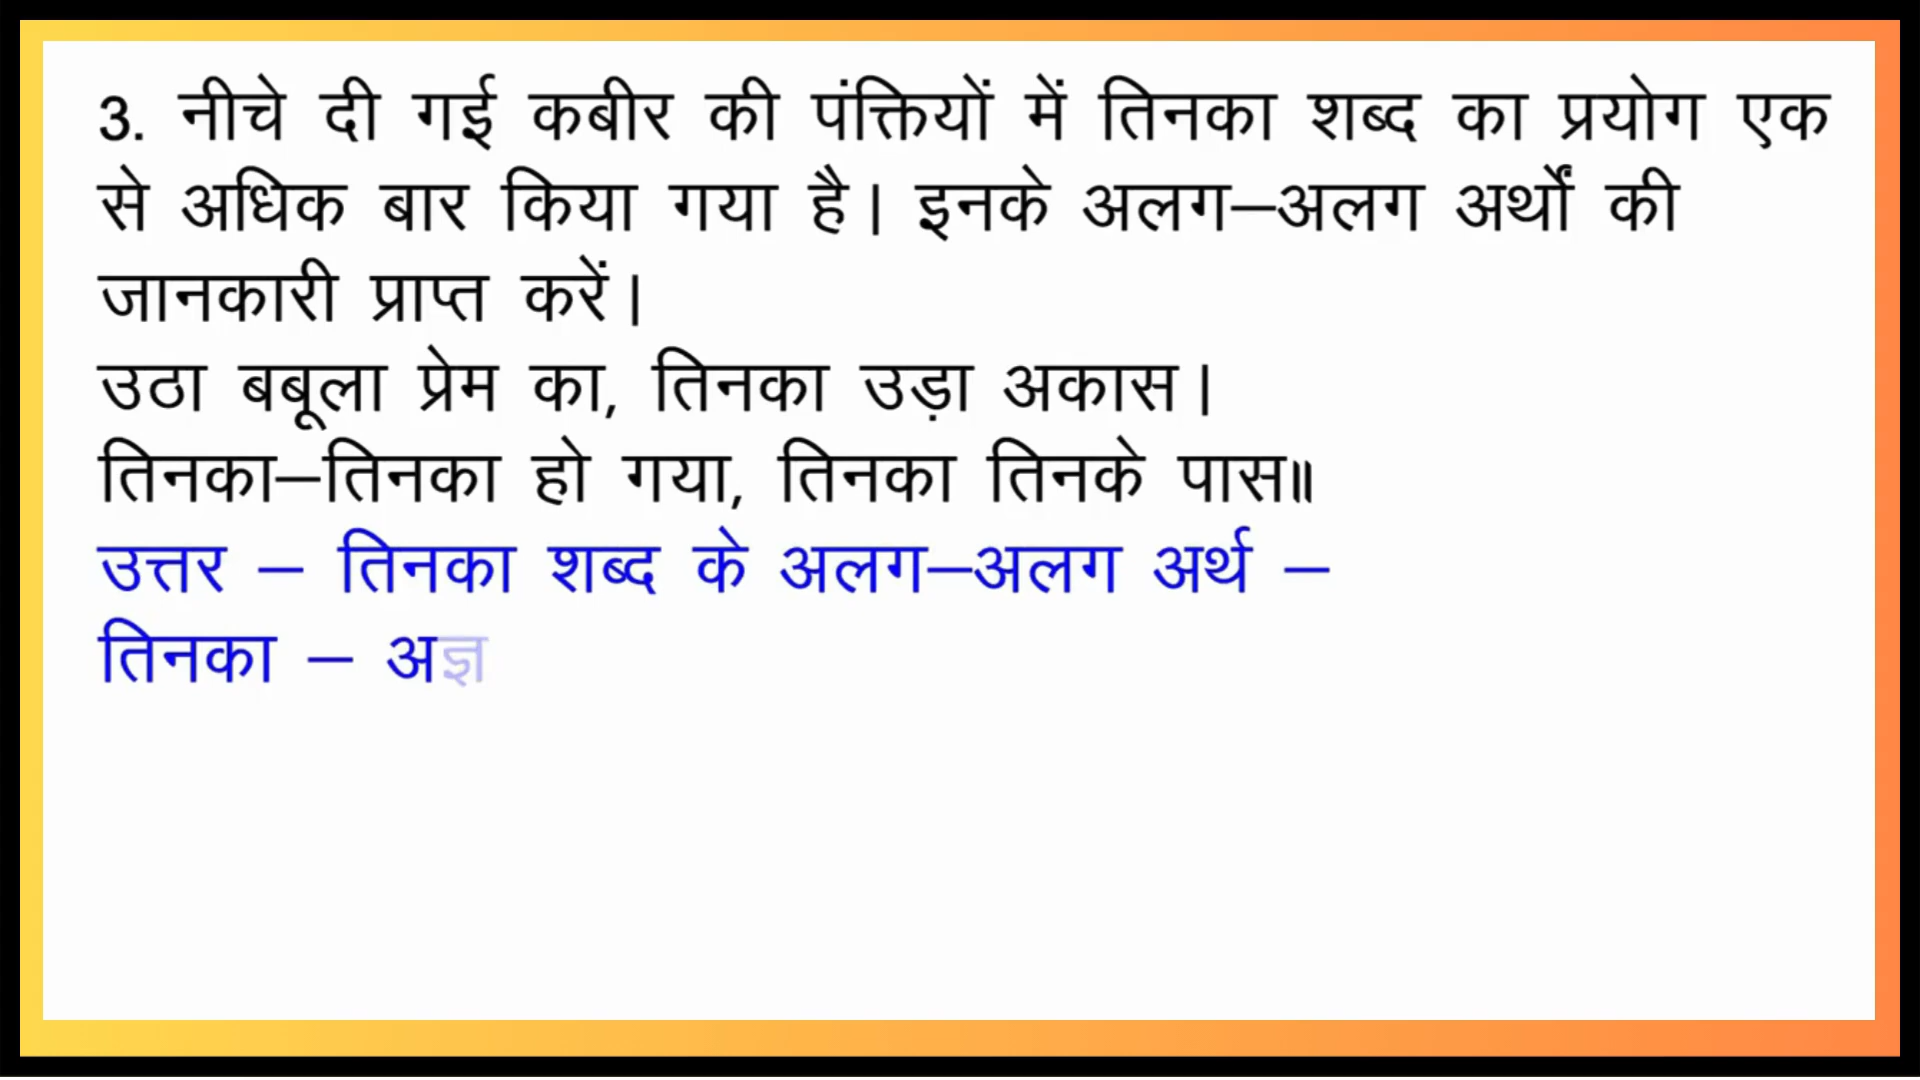 3. नीचे दी गई कबीर की पंक्तियों में तिनका शब्द का प्रयोग एक
से अधिक बार किया गया है। इनके अलग–अलग अर्थों की
जानकारी प्राप्त करें।
उठा बबूला प्रेम का, तिनका उड़ा अकास।
तिनका–तिनका हो गया, तिनका तिनके पास॥
उत्तर – तिनका शब्द के अलग–अलग अर्थ –
तिनका – अज्ञ